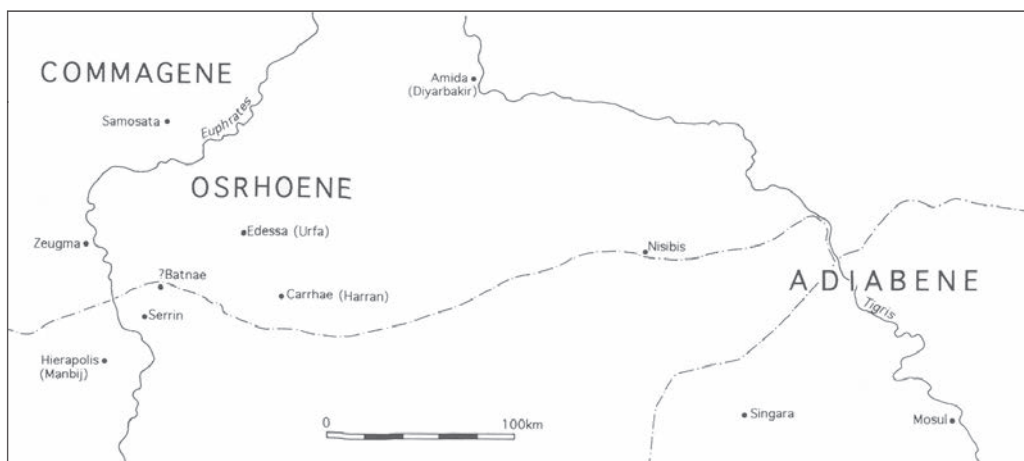 COMMAGENE
Samosata
Euphrates
Amida
(Diyarbakir)
OSRHOENE
Edessa (Urfa)
Zeugma
Nisibis
?Batnae
Carrhae (Harran)
ADIABENE
Serrin
Tigris
Hierapolis
(Manbij)
Singara
Mosul
0 100km